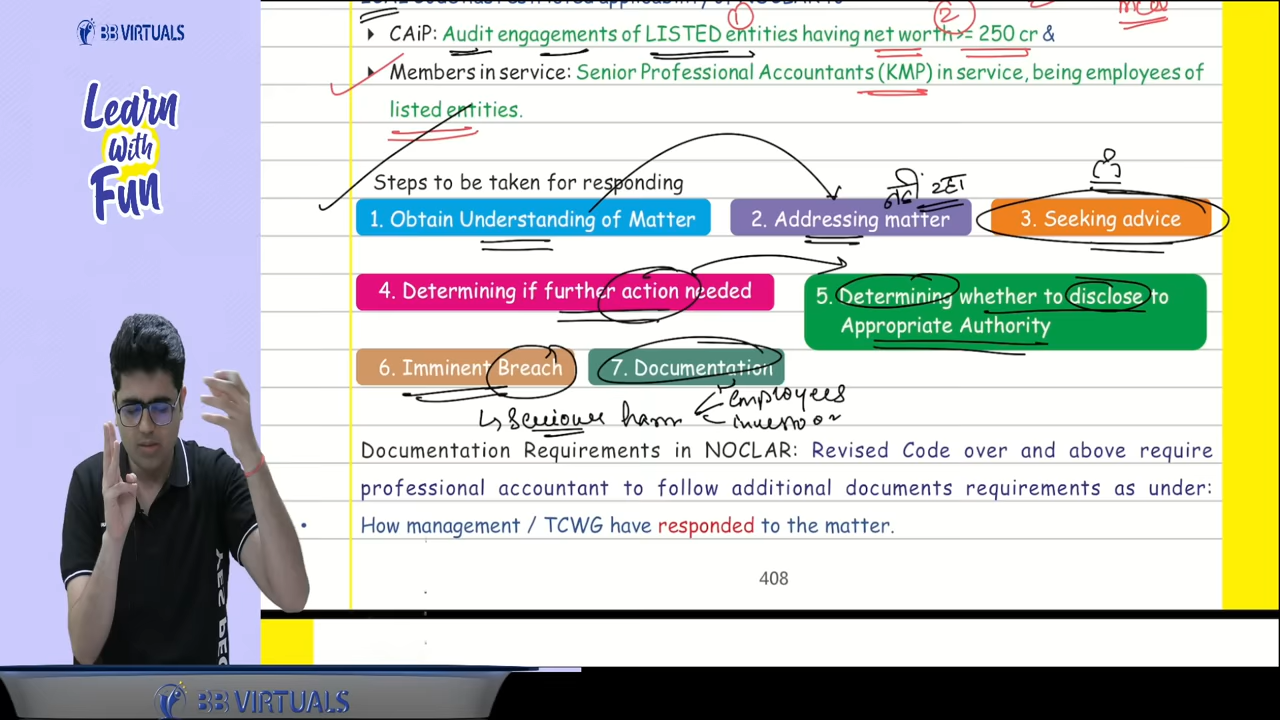 BB VIRTUALS
Learn
With
Fun
①
②
▸ CAiP: Audit engagements of LISTED entities having net worth >= 250 cr &
▸ Members in service: Senior Professional Accountants (KMP) in service, being employees of
listed entities.
Steps to be taken for responding
1. Obtain Understanding of Matter
2. Addressing matter
3. Seeking advice
4. Determining if further action needed
5. Determining whether to disclose to
Appropriate Authority
6. Imminent Breach
7. Documentation
↳ Serious harm
employees
investor
Documentation Requirements in NOCLAR: Revised Code over and above require
professional accountant to follow additional documents requirements as under:
• How management / TCWG have responded to the matter.
408
BB VIRTUALS